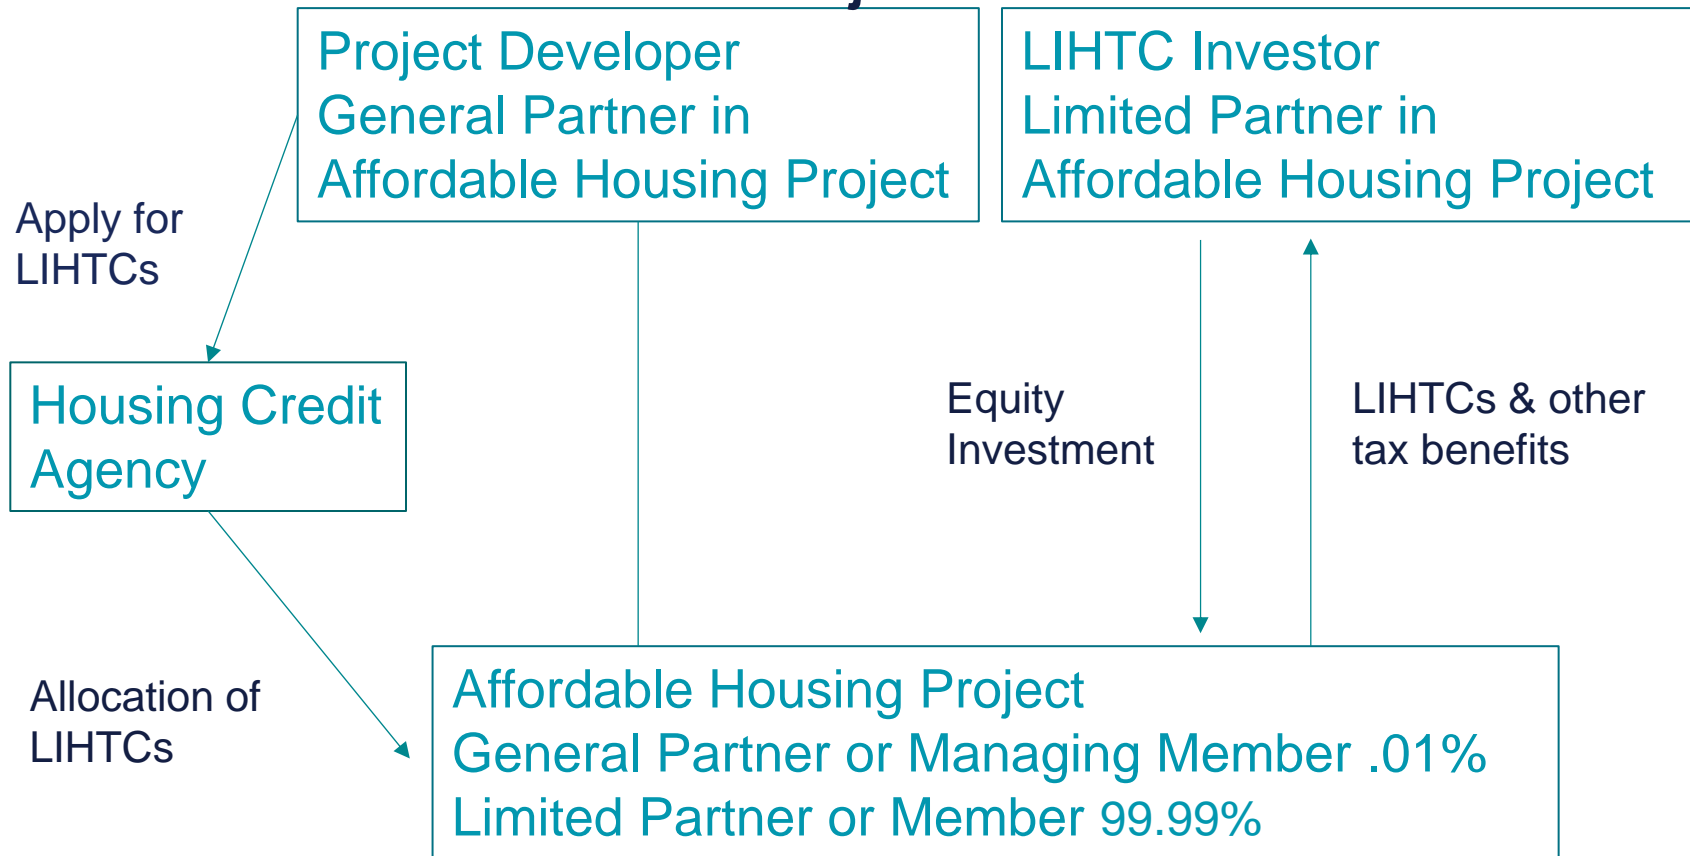 Project Developer
General Partner in
Affordable Housing Project
LIHTC Investor
Limited Partner in
Affordable Housing Project
Apply for
LIHTCs
Housing Credit
Agency
Equity
Investment
LIHTCs & other
tax benefits
Allocation of
LIHTCs
Affordable Housing Project
General Partner or Managing Member .01%
Limited Partner or Member 99.99%